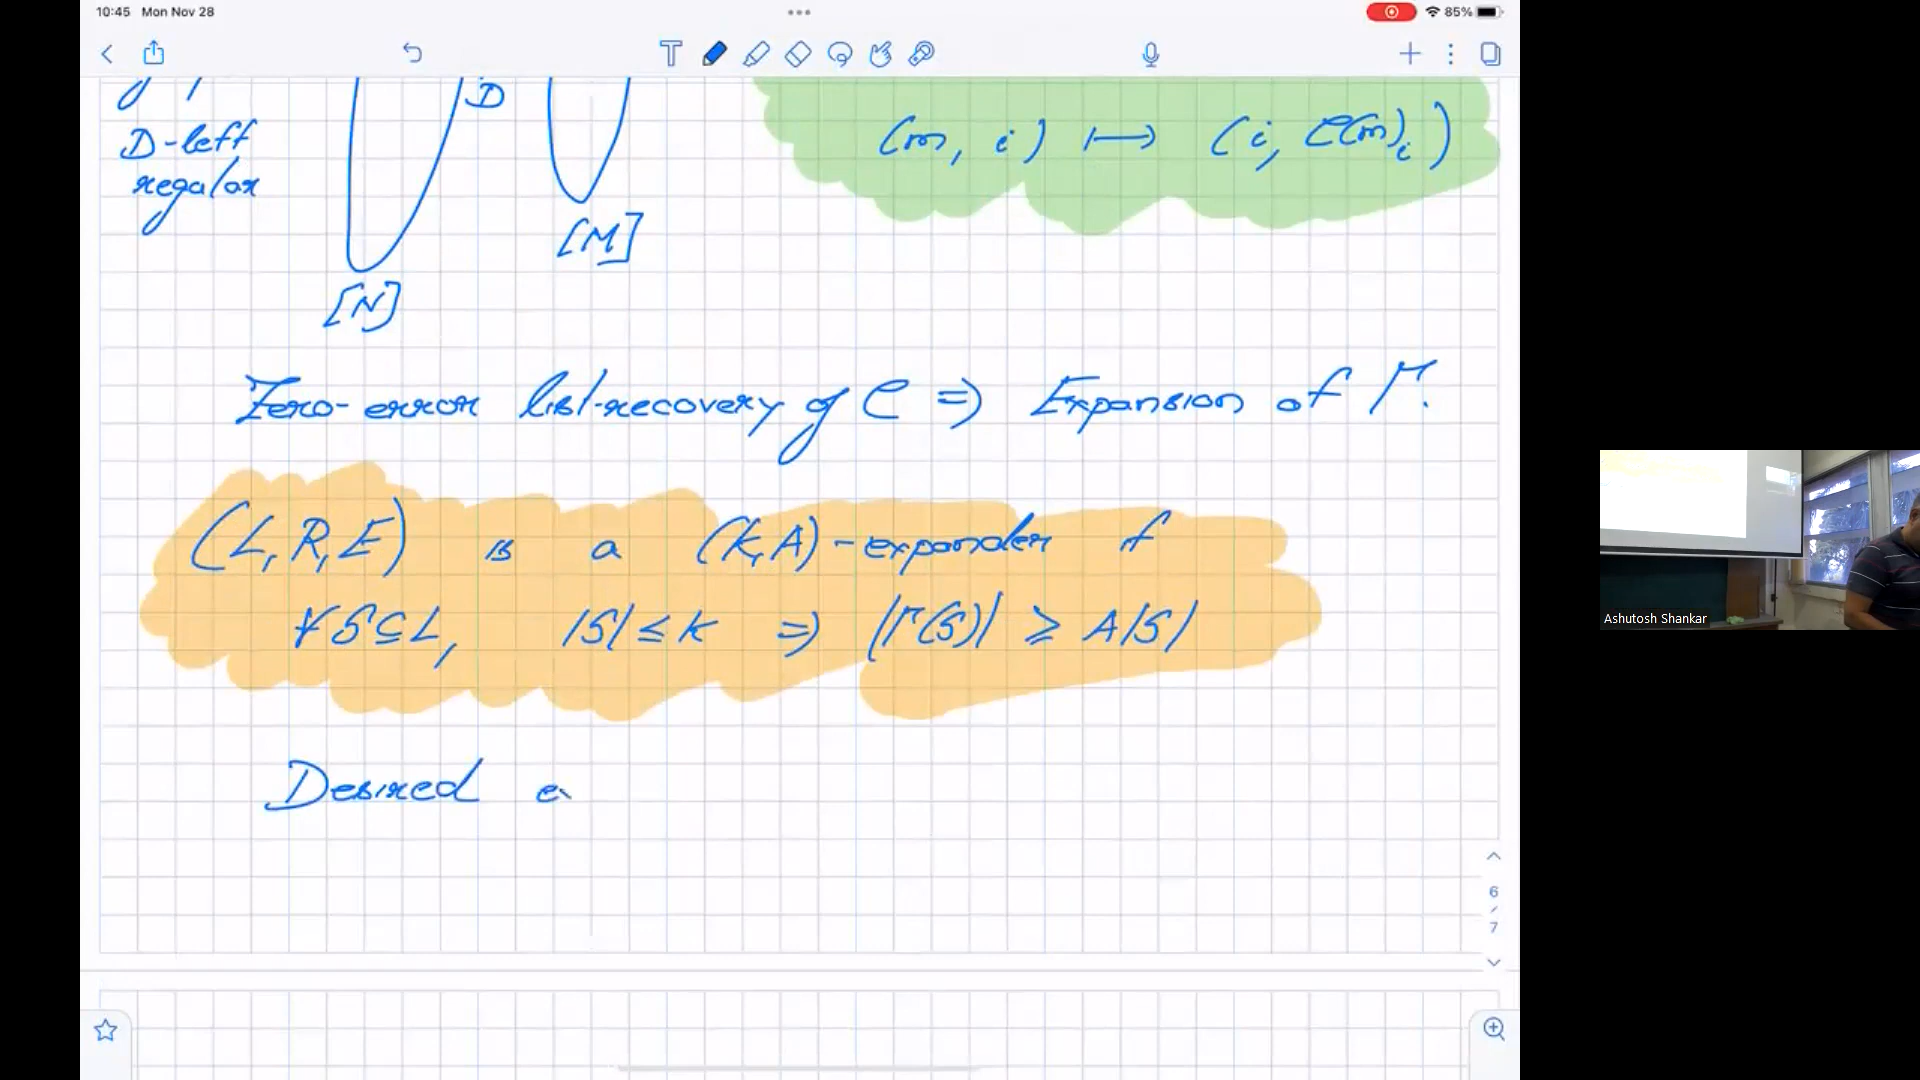 10:45 Mon Nov 28
85%
D
D-left
regular
(m, i) ↦ (i, C(m)_i)
[M]
[N]
Zero-error list-recovery of C ⇒ Expansion of Γ.
(L, R, E) is a (K, A)-expander if
∀S⊆L, |S| ≤ K ⇒ |Γ(S)| ≥ A|S|
Desired
6
7
Ashutosh Shankar